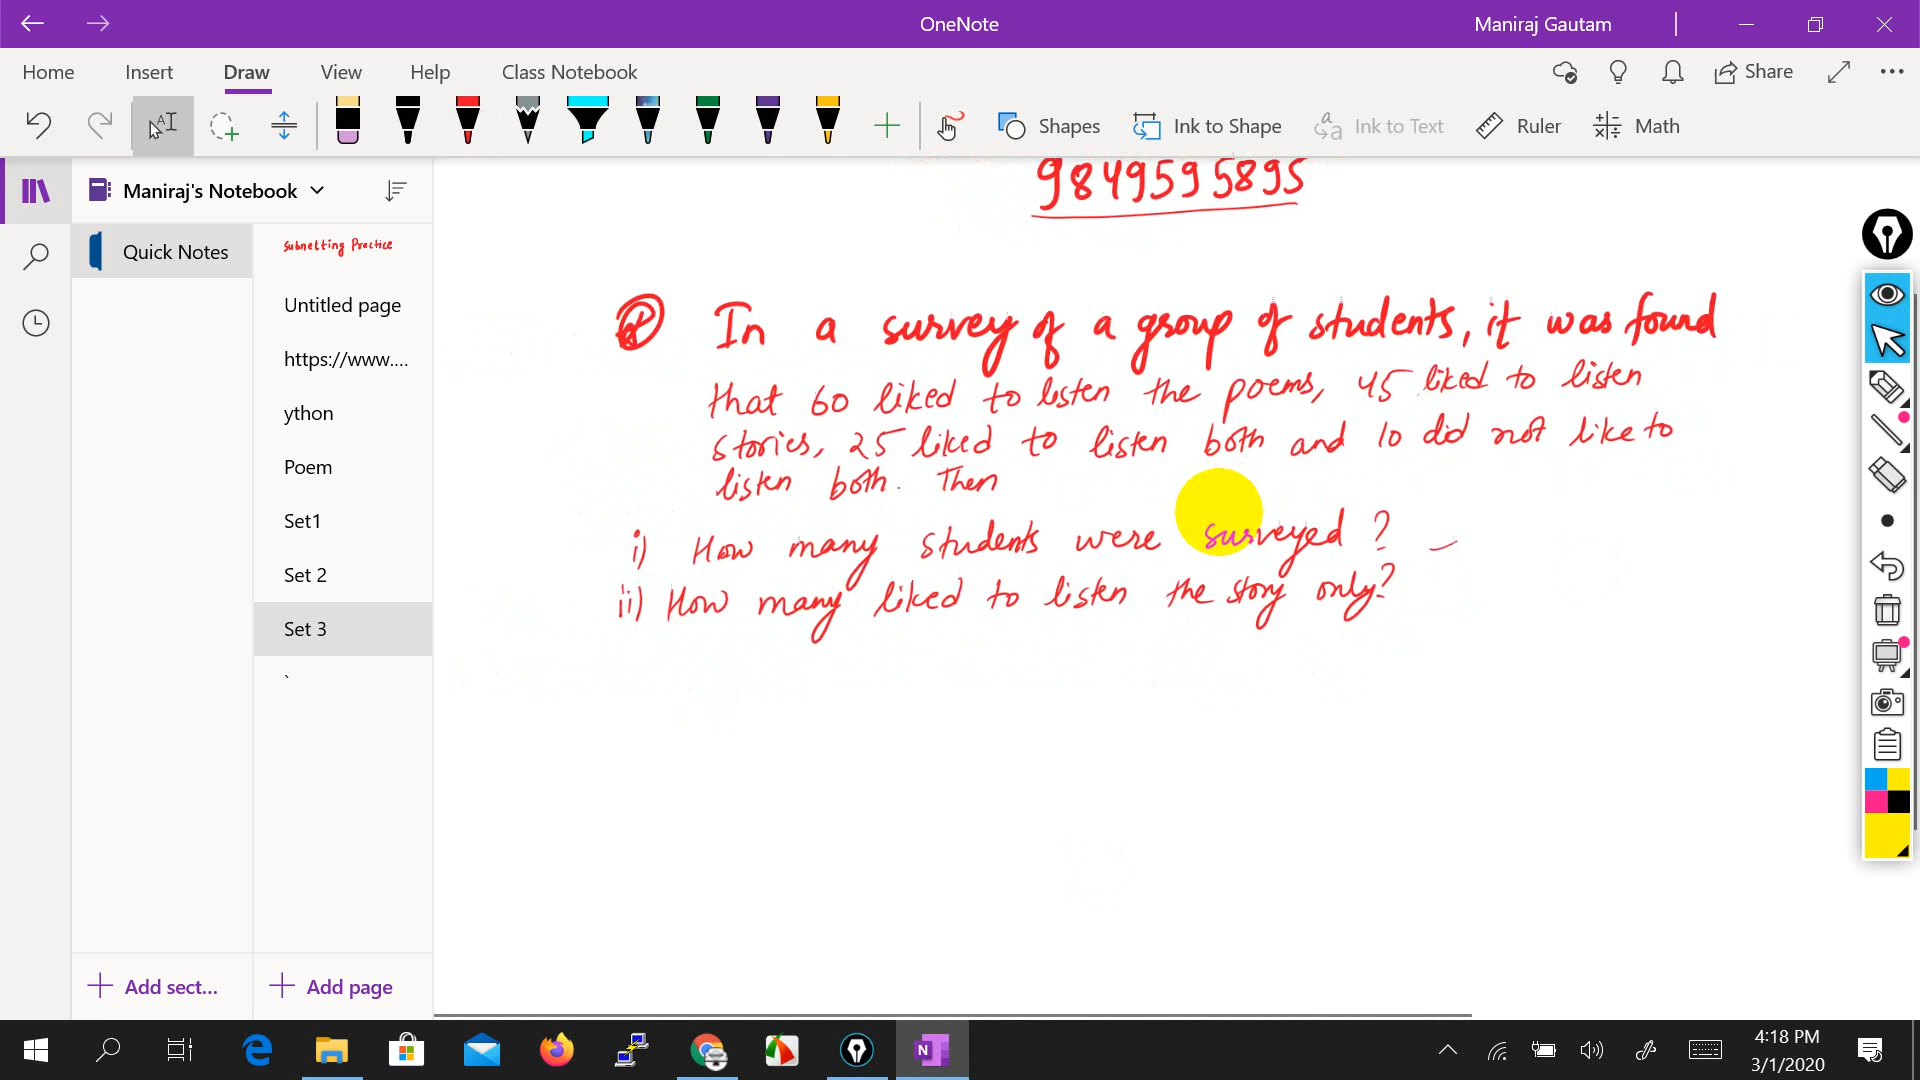 OneNote
Maniraj Gautam
Home Insert Draw View Help Class Notebook
Share
Shapes Ink to Shape Ink to Text Ruler Math
Maniraj's Notebook
Quick Notes
Subnetting Practice
Untitled page
https://www....
ython
Poem
Set1
Set 2
Set 3
`
Add sect...
Add page
9849595895
In a survey of a group of students, it was found
that 60 liked to listen the poems, 45 liked to listen
stories, 25 liked to listen both and 10 did not like to
listen both. Then
i) How many students were surveyed?
ii) How many liked to listen the story only?
4:18 PM
3/1/2020